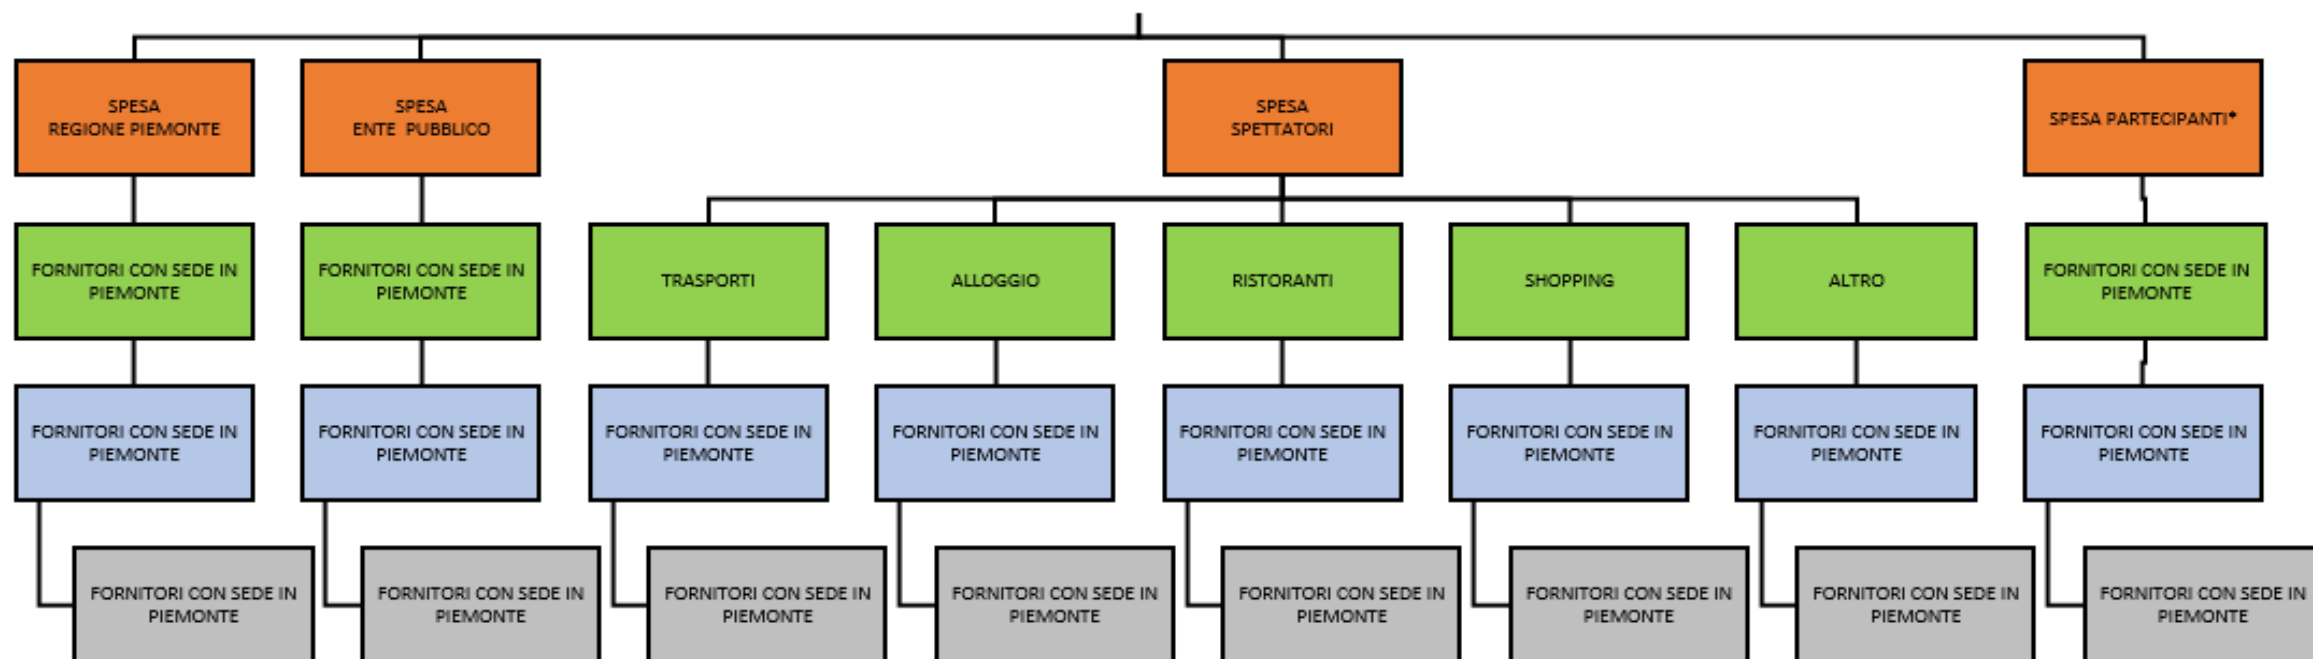 SPESA
REGIONE PIEMONTE
SPESA
ENTE PUBBLICO
SPESA
SPETTATORI
SPESA PARTECIPANTI*
FORNITORI CON SEDE IN
PIEMONTE
FORNITORI CON SEDE IN
PIEMONTE
TRASPORTI
ALLOGGIO
RISTORANTI
SHOPPING
ALTRO
FORNITORI CON SEDE IN
PIEMONTE
FORNITORI CON SEDE IN
PIEMONTE
FORNITORI CON SEDE IN
PIEMONTE
FORNITORI CON SEDE IN
PIEMONTE
FORNITORI CON SEDE IN
PIEMONTE
FORNITORI CON SEDE IN
PIEMONTE
FORNITORI CON SEDE IN
PIEMONTE
FORNITORI CON SEDE IN
PIEMONTE
FORNITORI CON SEDE IN
PIEMONTE
FORNITORI CON SEDE IN
PIEMONTE
FORNITORI CON SEDE IN
PIEMONTE
FORNITORI CON SEDE IN
PIEMONTE
FORNITORI CON SEDE IN
PIEMONTE
FORNITORI CON SEDE IN
PIEMONTE
FORNITORI CON SEDE IN
PIEMONTE
FORNITORI CON SEDE IN
PIEMONTE
FORNITORI CON SEDE IN
PIEMONTE